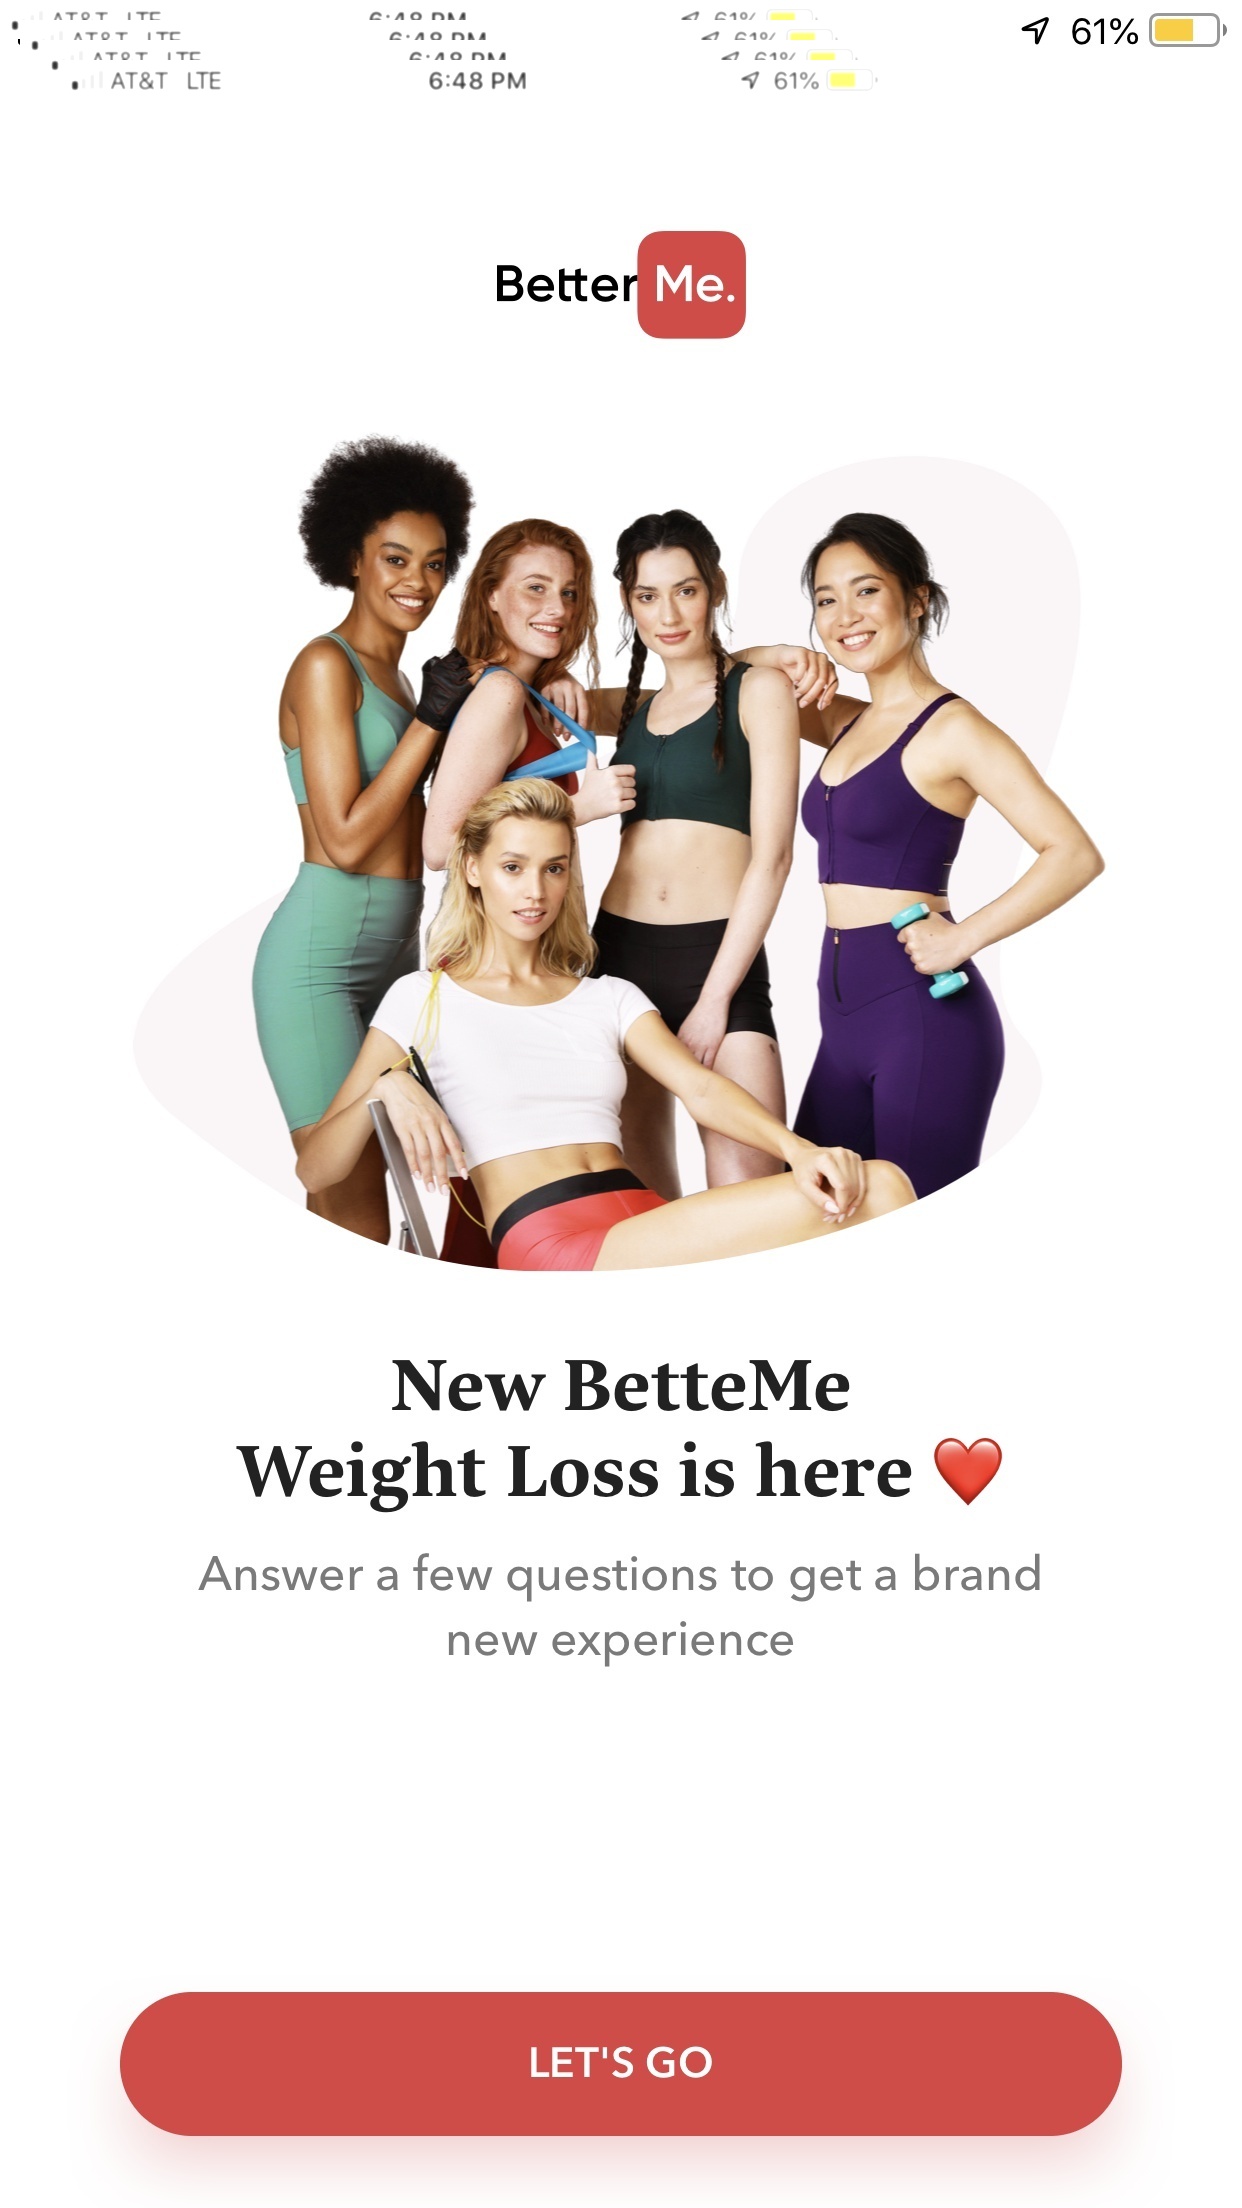 AT&T LTE 6:48 PM 61%
AT&T LTE 6:48 PM 61%
AT&T LTE 6:48 PM 61%
AT&T LTE 6:48 PM 61%
61%
Better Me.
New BetteMe
Weight Loss is here ❤️
Answer a few questions to get a brand
new experience
LET'S GO